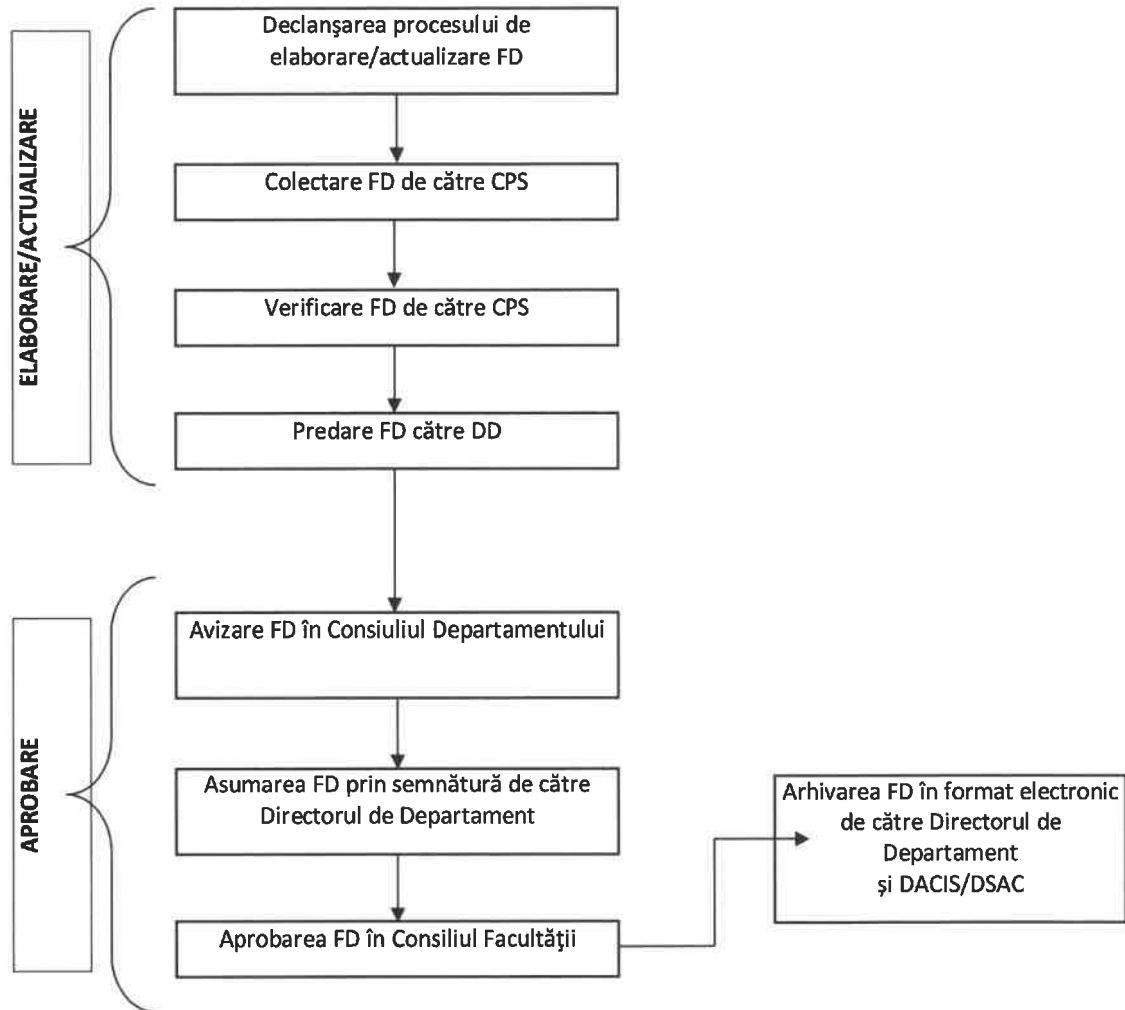 ELABORARE/ACTUALIZARE
Declanşarea procesului de
elaborare/actualizare FD
Colectare FD de către CPS
Verificare FD de către CPS
Predare FD către DD
APROBARE
Avizare FD în Consiuliul Departamentului
Asumarea FD prin semnătură de către
Directorul de Departament
Aprobarea FD în Consiliul Facultăţii
Arhivarea FD în format electronic
de către Directorul de
Departament
şi DACIS/DSAC